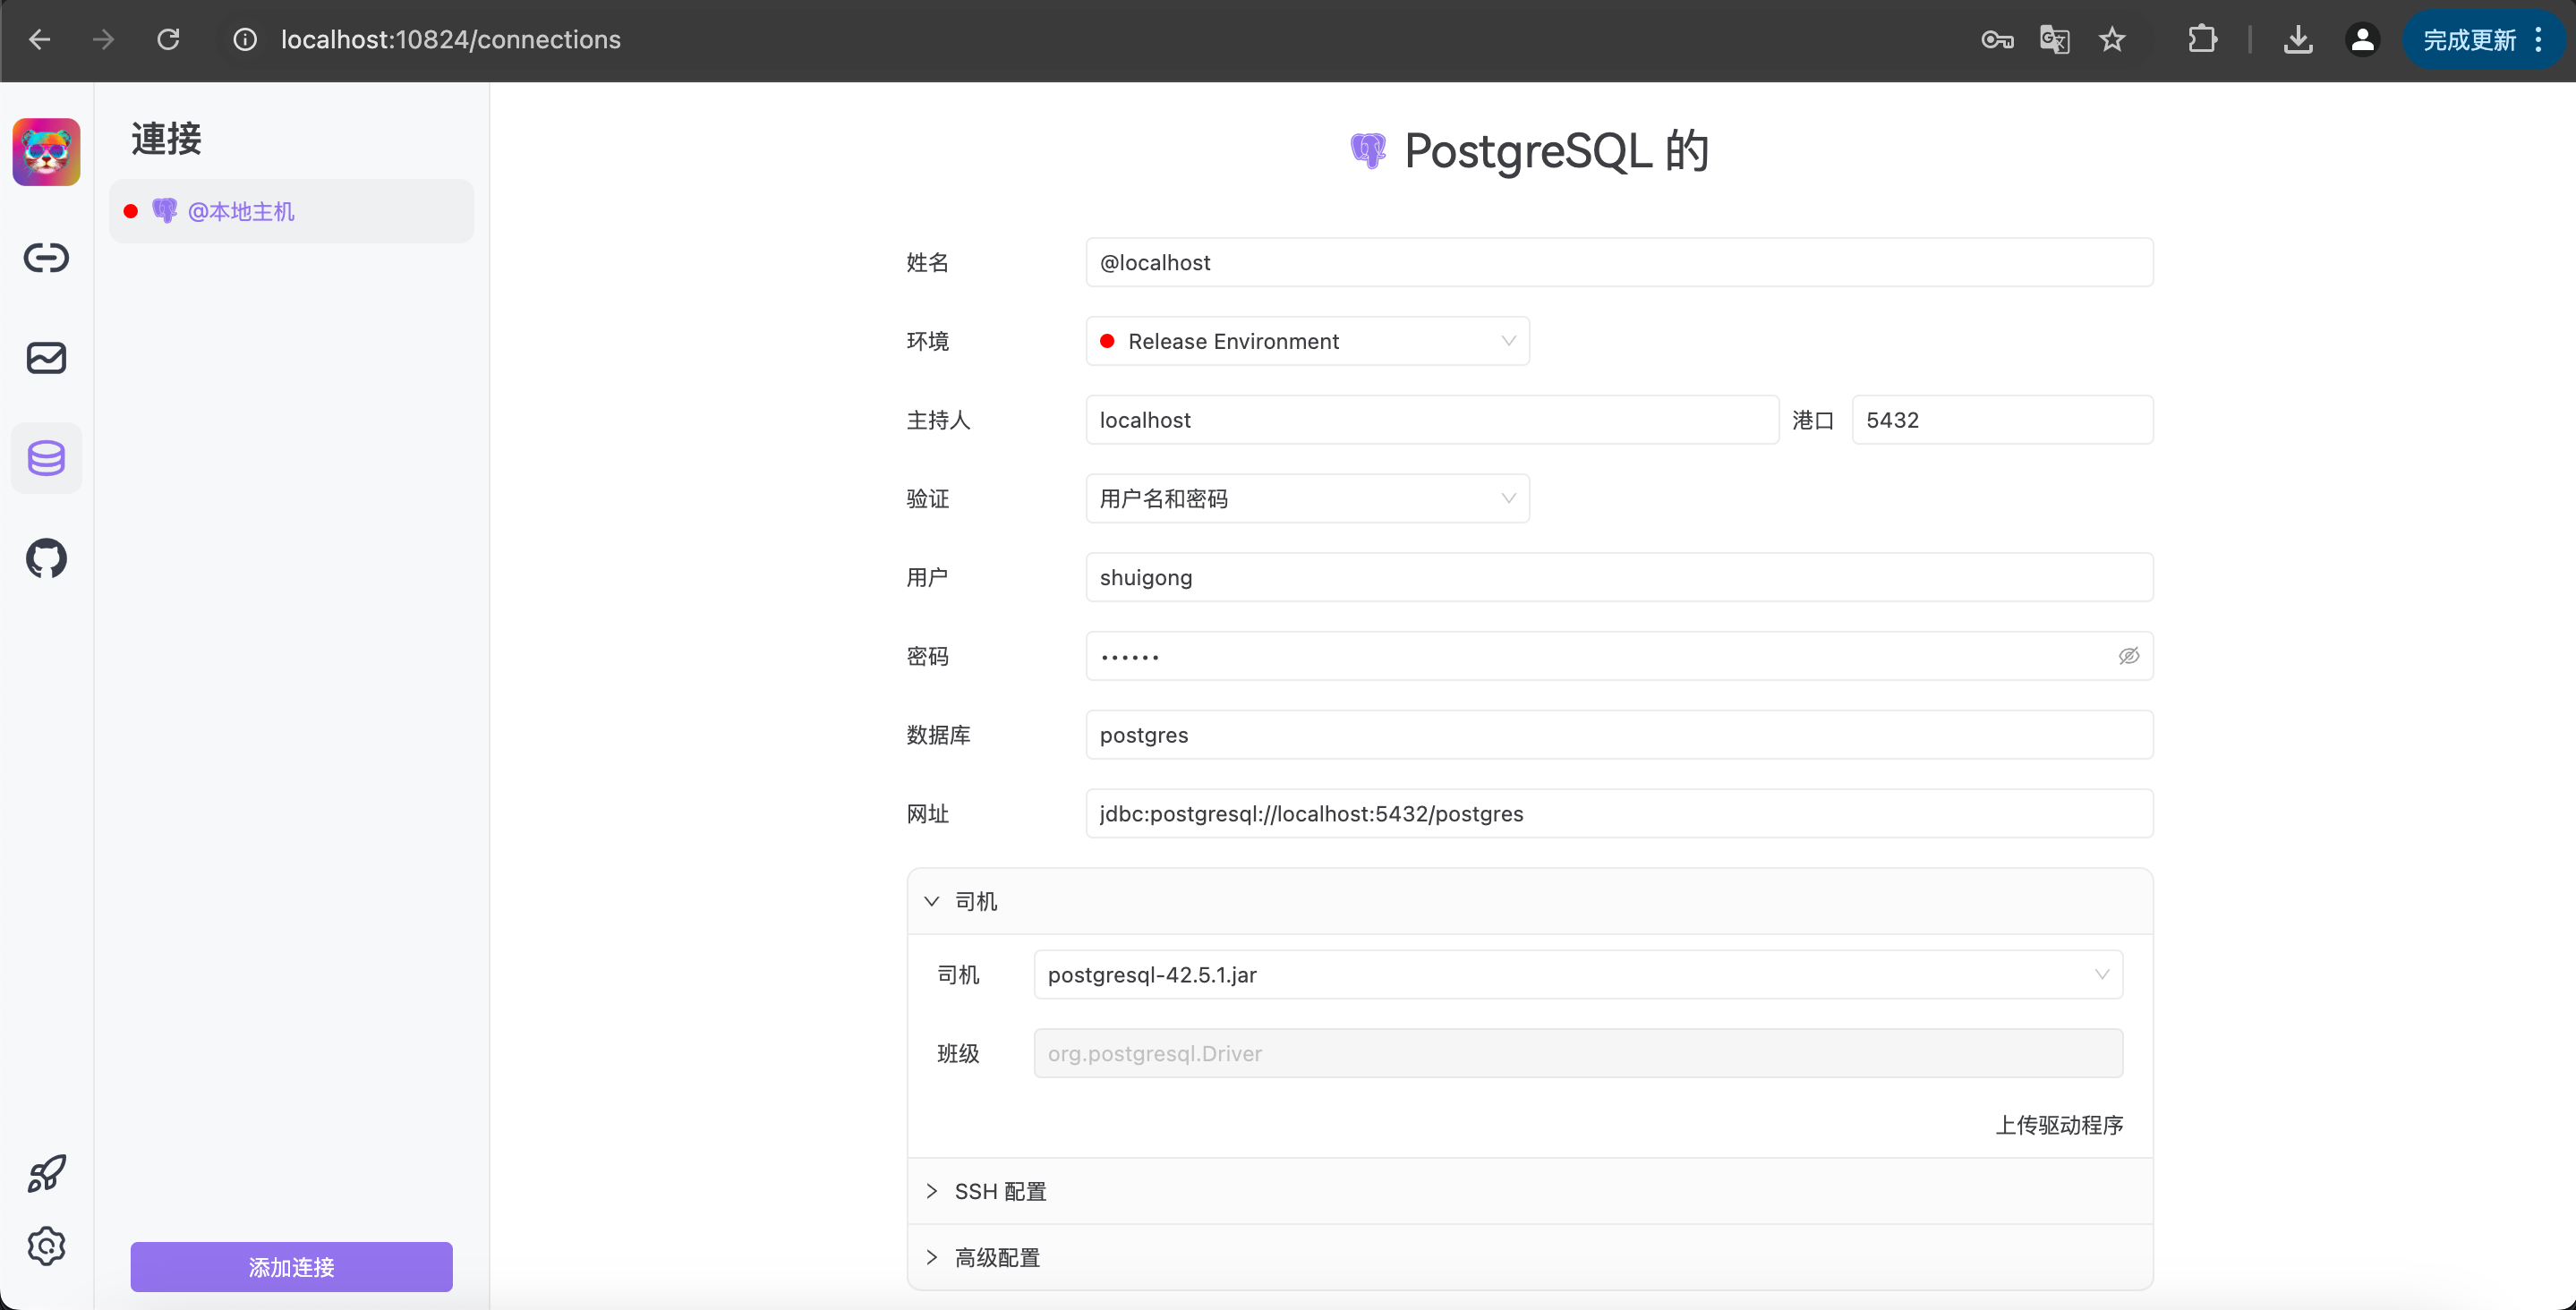 localhost:10824/connections
完成更新
連接
@本地主机
添加连接
PostgreSQL 的
姓名 @localhost
环境 Release Environment
主持人 localhost 港口 5432
验证 用户名和密码
用户 shuigong
密码 ••••••
数据库 postgres
网址 jdbc:postgresql://localhost:5432/postgres
司机
司机 postgresql-42.5.1.jar
班级 org.postgresql.Driver
上传驱动程序
SSH 配置
高级配置